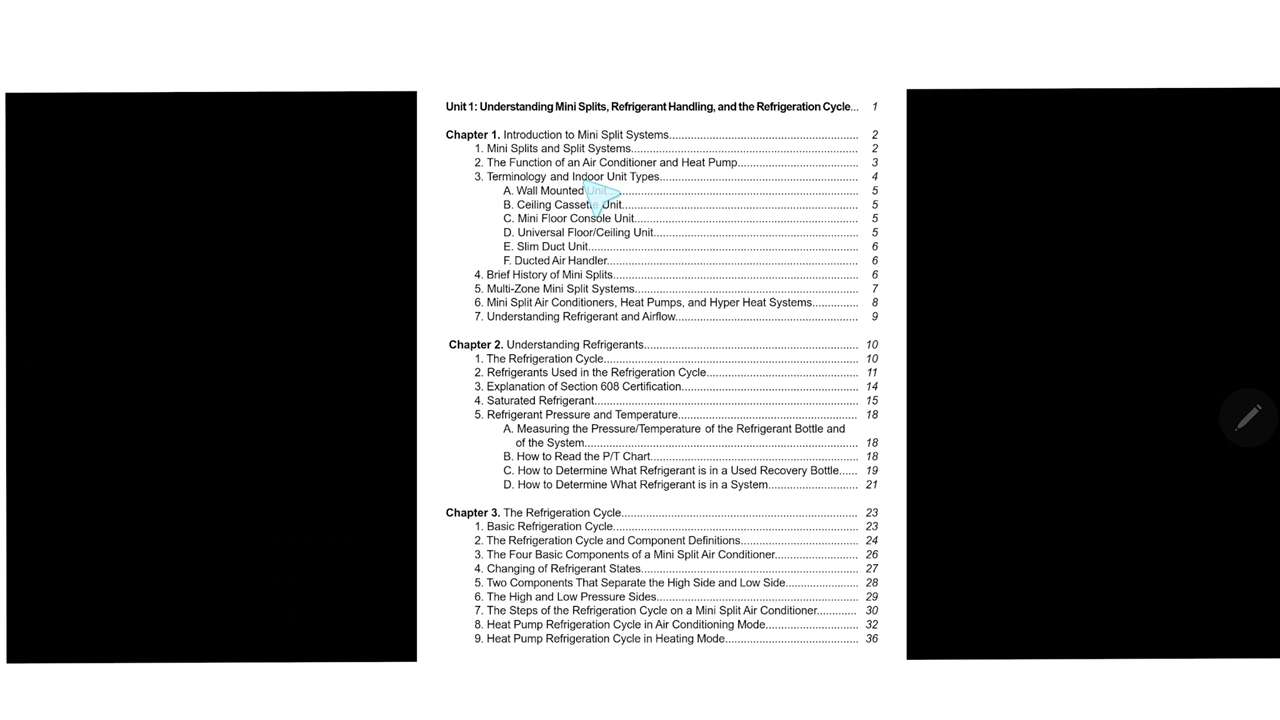 Unit 1: Understanding Mini Splits, Refrigerant Handling, and the Refrigeration Cycle... 1
Chapter 1. Introduction to Mini Split Systems.......................................................... 2
1. Mini Splits and Split Systems...................................................................... 2
2. The Function of an Air Conditioner and Heat Pump..................................... 3
3. Terminology and Indoor Unit Types............................................................. 4
A. Wall Mounted Unit............................................................................. 5
B. Ceiling Cassette Unit......................................................................... 5
C. Mini Floor Console Unit..................................................................... 5
D. Universal Floor/Ceiling Unit............................................................... 5
E. Slim Duct Unit.................................................................................. 6
F. Ducted Air Handler............................................................................ 6
4. Brief History of Mini Splits........................................................................... 6
5. Multi-Zone Mini Split Systems..................................................................... 7
6. Mini Split Air Conditioners, Heat Pumps, and Hyper Heat Systems.............. 8
7. Understanding Refrigerant and Airflow........................................................ 9
Chapter 2. Understanding Refrigerants.................................................................. 10
1. The Refrigeration Cycle.............................................................................. 10
2. Refrigerants Used in the Refrigeration Cycle............................................... 11
3. Explanation of Section 608 Certification...................................................... 14
4. Saturated Refrigerant................................................................................. 15
5. Refrigerant Pressure and Temperature....................................................... 18
A. Measuring the Pressure/Temperature of the Refrigerant Bottle and
of the System.................................................................................... 18
B. How to Read the P/T Chart................................................................ 18
C. How to Determine What Refrigerant is in a Used Recovery Bottle...... 19
D. How to Determine What Refrigerant is in a System........................... 21
Chapter 3. The Refrigeration Cycle......................................................................... 23
1. Basic Refrigeration Cycle........................................................................... 23
2. The Refrigeration Cycle and Component Definitions.................................... 24
3. The Four Basic Components of a Mini Split Air Conditioner......................... 26
4. Changing of Refrigerant States................................................................... 27
5. Two Components That Separate the High Side and Low Side...................... 28
6. The High and Low Pressure Sides.............................................................. 29
7. The Steps of the Refrigeration Cycle on a Mini Split Air Conditioner............. 30
8. Heat Pump Refrigeration Cycle in Air Conditioning Mode............................ 32
9. Heat Pump Refrigeration Cycle in Heating Mode......................................... 36